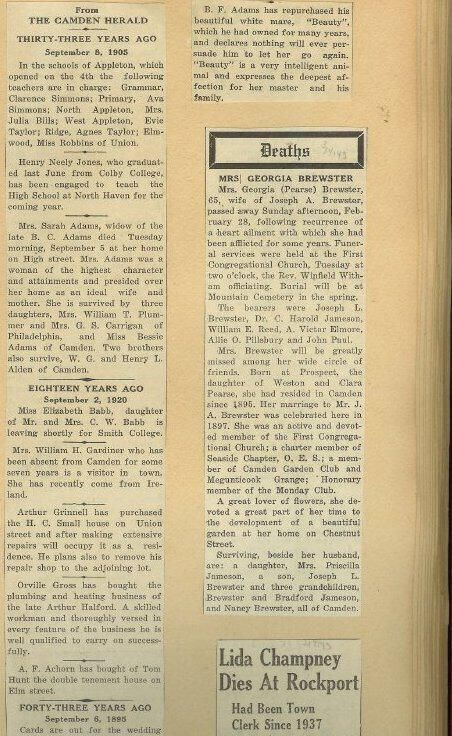 From
THE CAMDEN HERALD
THIRTY-THREE YEARS AGO
September 8, 1905
In the schools of Appleton, which
opened on the 4th the following
teachers are in charge: Grammar,
Clarence Simmons; Primary, Ava
Simmons; North Appleton, Mrs.
Julia Bills; West Appleton, Evie
Taylor; Ridge, Agnes Taylor; Elm-
wood, Miss Robbins of Union.
Henry Neely Jones, who graduat-
ed last June from Colby College,
has been engaged to teach the
High School at North Haven for the
coming year.
Mrs. Sarah Adams, widow of the
late B. C. Adams died Tuesday
morning, September 5 at her home
on High street. Mrs. Adams was a
woman of the highest character
and attainments and presided over
her home as an ideal wife and
mother. She is survived by three
daughters, Mrs. William T. Plum-
mer and Mrs. G. S. Carrigan of
Philadelphia, and Miss Bessie
Adams of Camden. Two brothers
also survive, W. G. and Henry L.
Alden of Camden.
EIGHTEEN YEARS AGO
September 2, 1920
Miss Elizabeth Babb, daughter
of Mr. and Mrs. C. W. Babb is
leaving shortly for Smith College.
Mrs. William H. Gardiner who has
been absent from Camden for some
seven years is a visitor in town.
She has recently come from Ire-
land.
Arthur Grinnell has purchased
the H. C. Small house on Union
street and after making extensive
repairs will occupy it as a resi-
dence. He plans also to remove his
repair shop to the adjoining lot.
Orville Gross has bought the
plumbing and heating business of
the late Arthur Halford. A skilled
workman and thoroughly versed in
every feature of the business he is
well qualified to carry on success-
fully.
A. F. Achorn has bought of Tom
Hunt the double tenement house on
Elm street.
FORTY-THREE YEARS AGO
September 6, 1895
Cards are out for the wedding
B. F. Adams has repurchased his
beautiful white mare, "Beauty",
which he had owned for many years,
and declares nothing will ever per-
suade him to let her go again.
"Beauty" is a very intelligent ani-
mal and expresses the deepest af-
fection for her master and his
family.
Deaths
MRS GEORGIA BREWSTER
Mrs. Georgia (Pearse) Brewster,
65, wife of Joseph A. Brewster,
passed away Sunday afternoon, Feb-
ruary 28, following recurrence of
a heart ailment with which she had
been afflicted for some years. Funer-
al services were held at the First
Congregational Church, Tuesday at
two o'clock, the Rev. Winfield With-
am officiating. Burial will be at
Mountain Cemetery in the spring.
The bearers were Joseph L.
Brewster, Dr. C. Harold Jameson,
William E. Reed, A. Victor Elmore,
Allie O. Pillsbury and John Paul.
Mrs. Brewster will be greatly
missed among her wide circle of
friends. Born at Prospect, the
daughter of Weston and Clara
Pearse, she had resided in Camden
since 1895. Her marriage to Mr. J.
A. Brewster was celebrated here in
1897. She was an active and devot-
ed member of the First Congrega-
tional Church; a charter member of
Seaside Chapter, O. E. S.; a mem-
ber of Camden Garden Club and
Megunticook Grange; Honorary
member of the Monday Club.
A great lover of flowers, she de-
voted a great part of her time to
the development of a beautiful
garden at her home on Chestnut
Street.
Surviving, beside her husband,
are: a daughter, Mrs. Priscilla
Jameson, a son, Joseph L.
Brewster and three grandchildren,
Brewster and Bradford Jameson,
and Nancy Brewster, all of Camden.
Lida Champney
Dies At Rockport
Had Been Town
Clerk Since 1937